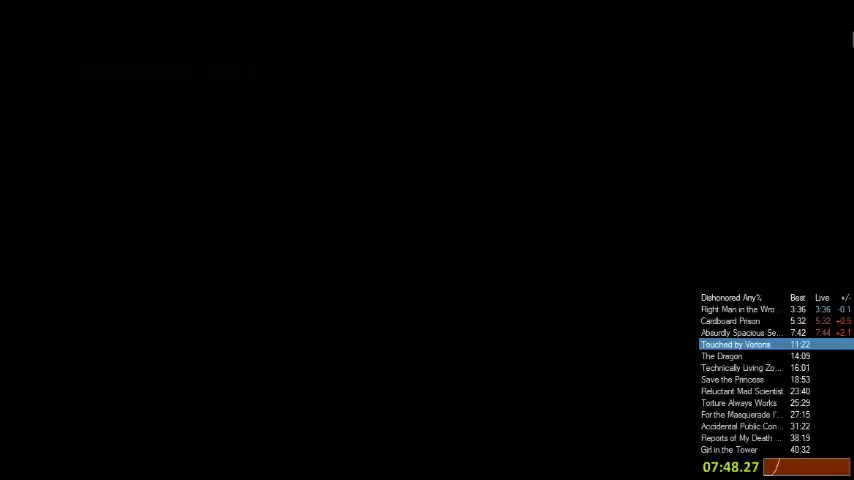 Dishonored Any% Best Live +/-
Right Man in the Wro... 3:36 3:36 -0.1
Cardboard Prison 5:32 5:32 +0.5
Absurdly Spacious Se... 7:42 7:44 +2.1
Touched by Vortons 11:22
The Dragon 14:09
Technically Living Zo... 16:01
Save the Princess 18:53
Reluctant Mad Scientist 23:40
Torture Always Works 25:29
For the Masquerade I'... 27:15
Accidental Public Con... 31:22
Reports of My Death ... 38:19
Girl in the Tower 40:32
07:48.27